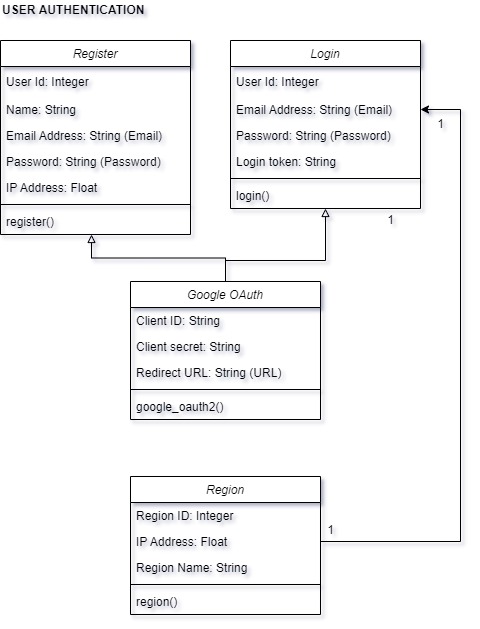 USER AUTHENTICATION
Register
User Id: Integer
Name: String
Email Address: String (Email)
Password: String (Password)
IP Address: Float
register()
Login
User Id: Integer
Email Address: String (Email)
Password: String (Password)
Login token: String
login()
1
1
Google OAuth
Client ID: String
Client secret: String
Redirect URL: String (URL)
google_oauth2()
Region
Region ID: Integer
IP Address: Float
Region Name: String
region()
1